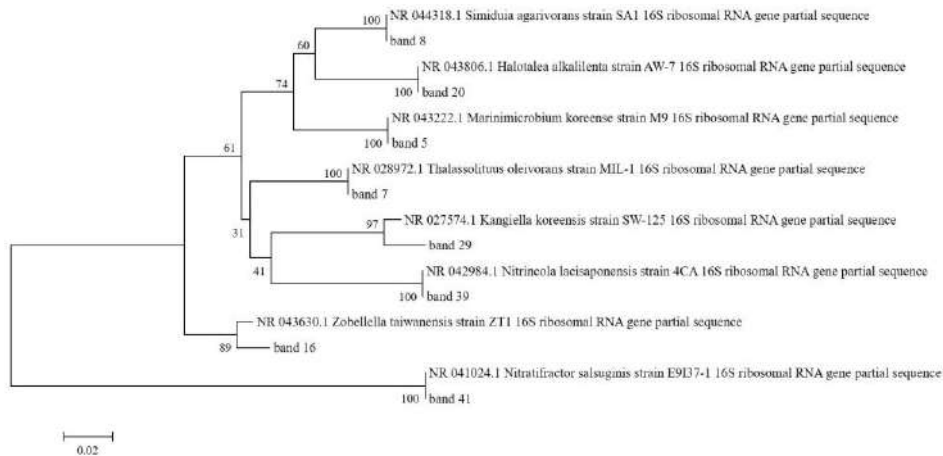 NR 044318.1 Simiduia agarivorans strain SA1 16S ribosomal RNA gene partial sequence
100
band 8
60
NR 043806.1 Halotalea alkalilenta strain AW-7 16S ribosomal RNA gene partial sequence
100
band 20
74
NR 043222.1 Marinimicrobium koreense strain M9 16S ribosomal RNA gene partial sequence
100
band 5
61
NR 028972.1 Thalassolituus oleivorans strain MIL-1 16S ribosomal RNA gene partial sequence
100
band 7
31
NR 027574.1 Kangiella koreensis strain SW-125 16S ribosomal RNA gene partial sequence
97
band 29
41
NR 042984.1 Nitrincola lacisaponensis strain 4CA 16S ribosomal RNA gene partial sequence
100
band 39
NR 043630.1 Zobellella taiwanensis strain ZT1 16S ribosomal RNA gene partial sequence
89
band 16
NR 041024.1 Nitratifractor salsuginis strain E9I37-1 16S ribosomal RNA gene partial sequence
100
band 41
0.02